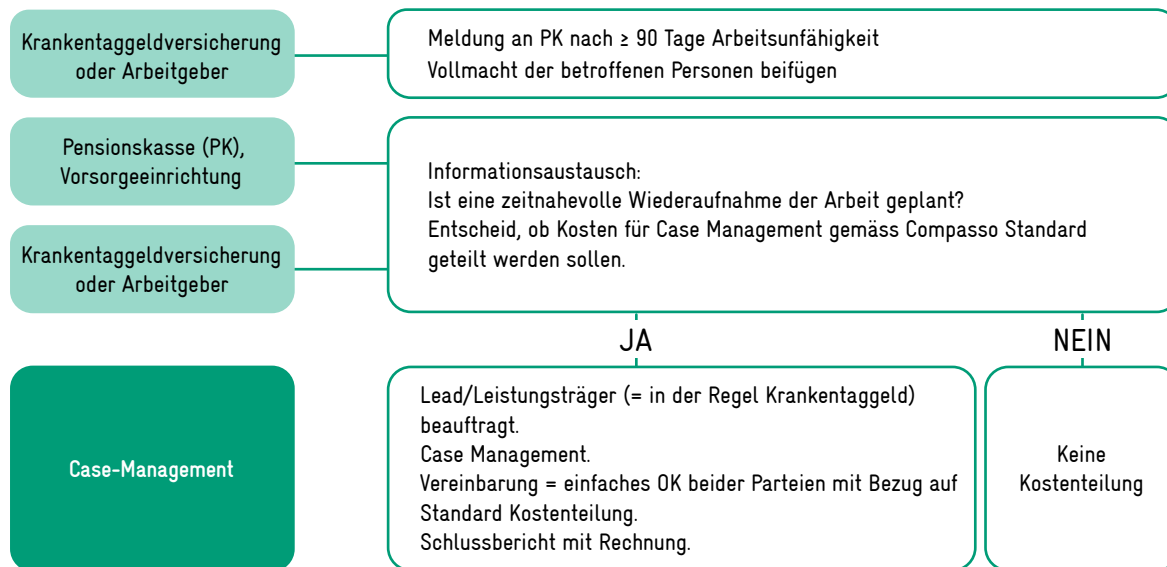 Krankentaggeldversicherung
oder Arbeitgeber
Meldung an PK nach ≥ 90 Tage Arbeitsunfähigkeit
Vollmacht der betroffenen Personen beifügen
Pensionskasse (PK),
Vorsorgeeinrichtung
Krankentaggeldversicherung
oder Arbeitgeber
Informationsaustausch:
Ist eine zeitnahevolle Wiederaufnahme der Arbeit geplant?
Entscheid, ob Kosten für Case Management gemäss Compasso Standard
geteilt werden sollen.
JA
NEIN
Case-Management
Lead/Leistungsträger (= in der Regel Krankentaggeld)
beauftragt.
Case Management.
Vereinbarung = einfaches OK beider Parteien mit Bezug auf
Standard Kostenteilung.
Schlussbericht mit Rechnung.
Keine
Kostenteilung